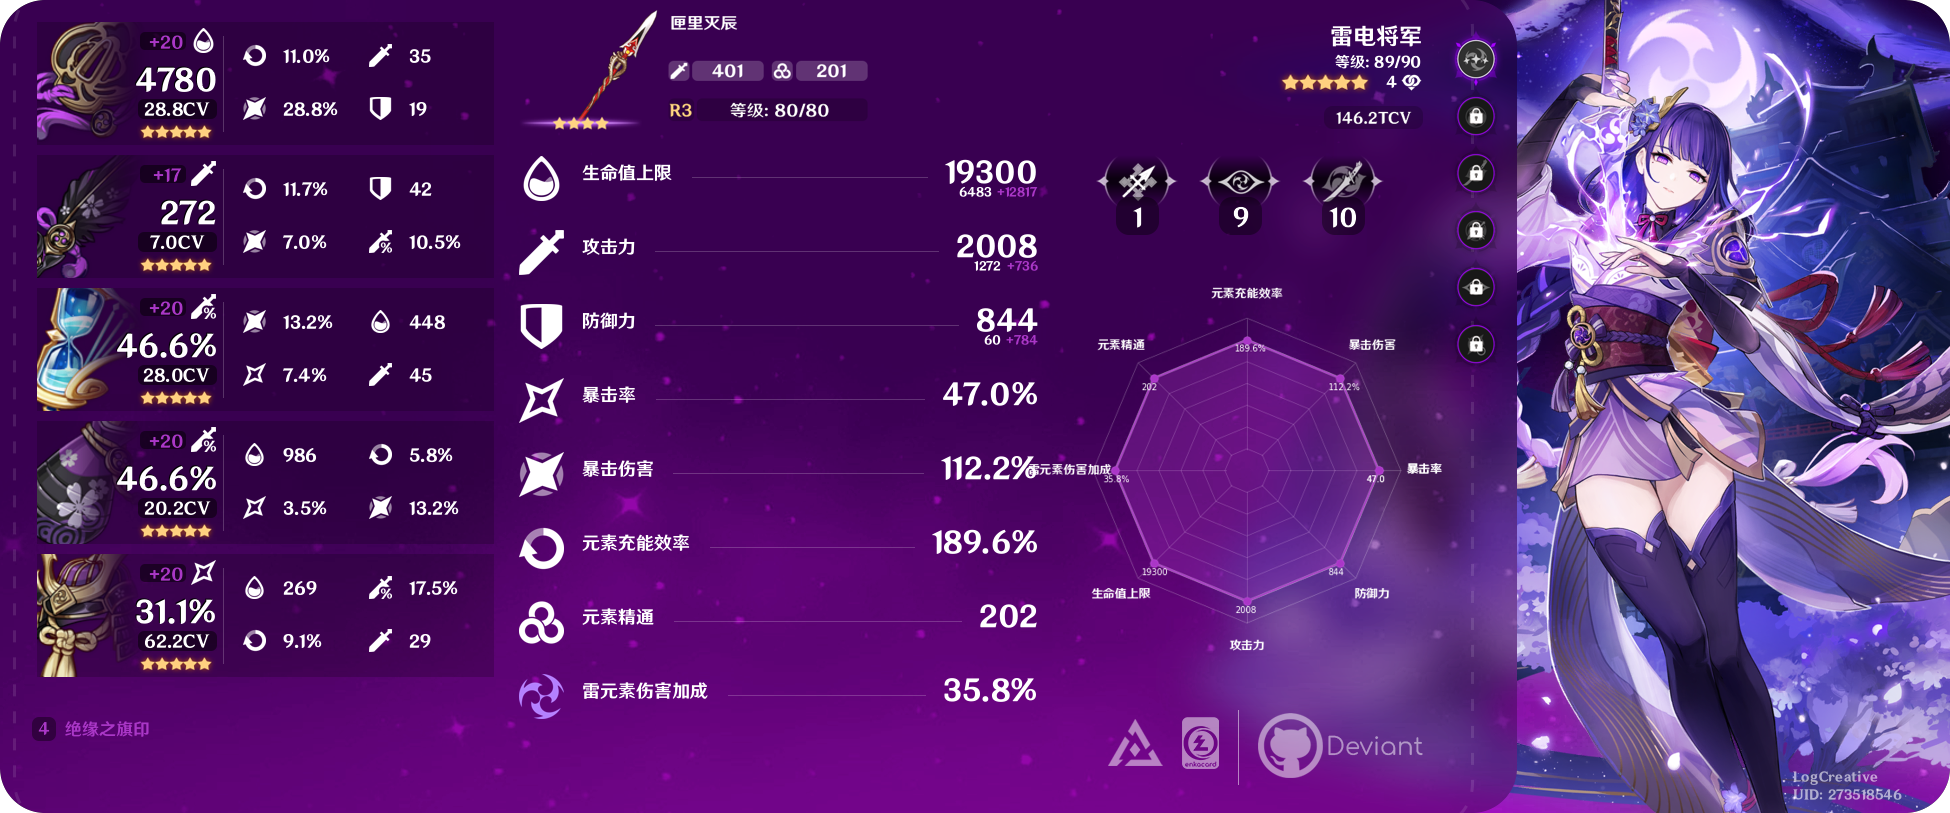 +20
4780
28.8CV
11.0%
35
28.8%
19
+17
272
7.0CV
11.7%
42
7.0%
10.5%
+20
46.6%
28.0CV
13.2%
448
7.4%
45
+20
46.6%
20.2CV
986
5.8%
3.5%
13.2%
+20
31.1%
62.2CV
269
17.5%
9.1%
29
4 绝缘之旗印
匣里灭辰
401 201
R3 等级: 80/80
生命值上限 19300
6483 +12817
攻击力 2008
1272 +736
防御力 844
60 +784
暴击率 47.0%
暴击伤害 112.2%
元素充能效率 189.6%
元素精通 202
雷元素伤害加成 35.8%
雷电将军
等级: 89/90
4
146.2TCV
1 9 10
元素充能效率
189.6%
元素精通
202
暴击伤害
112.2%
雷元素伤害加成
35.8%
暴击率
47.0
生命值上限
19300
防御力
844
2008
攻击力
enkacard
Deviant
LogCreative
UID: 273518546